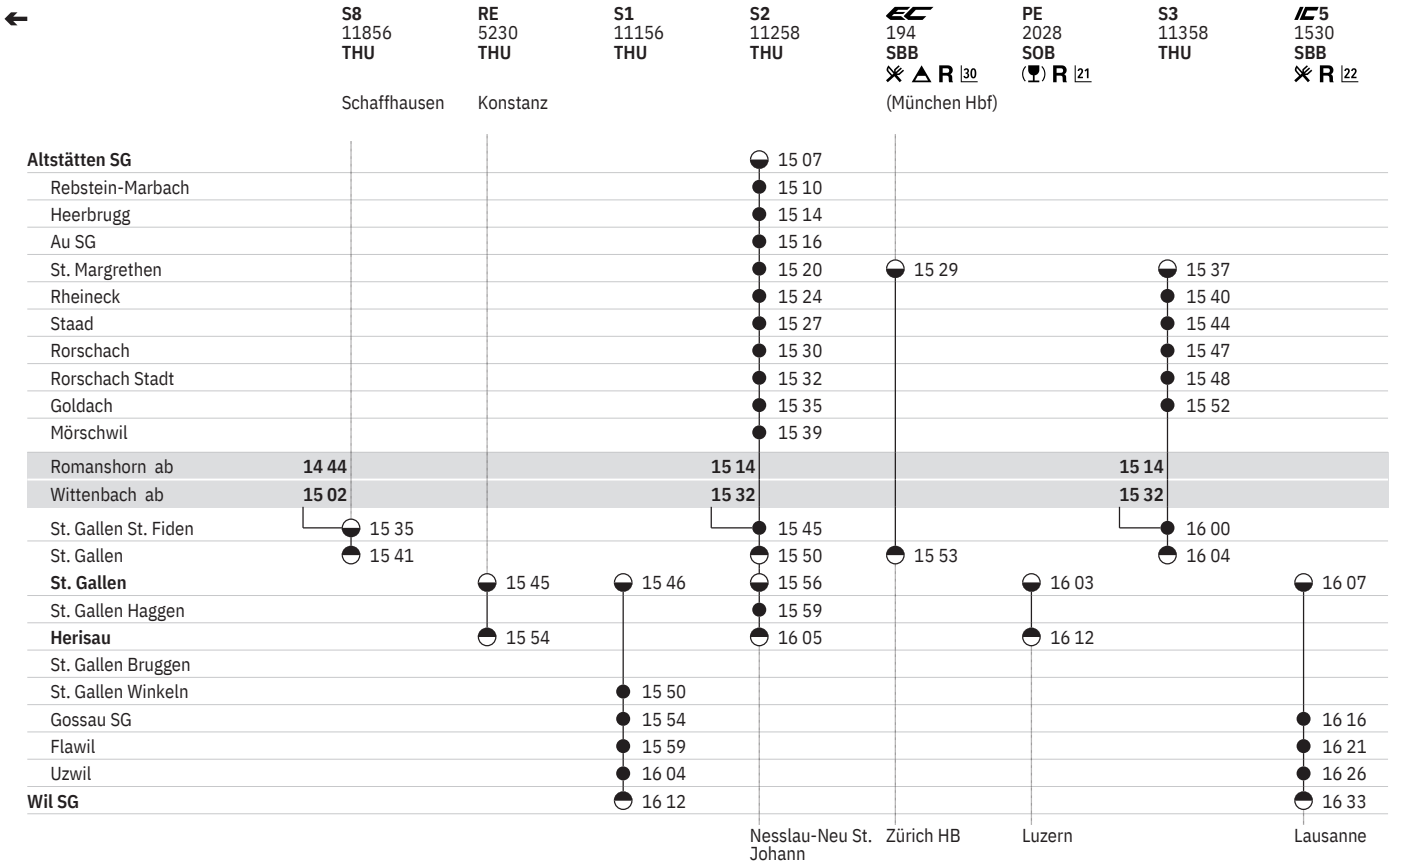 S8 RE S1 S2 EC PE S3 IC5
11856 5230 11156 11258 194 2028 11358 1530
THU THU THU THU SBB SOB THU SBB
R 30 R 21 R 22
Schaffhausen Konstanz (München Hbf)
Altstätten SG 15 07
Rebstein-Marbach 15 10
Heerbrugg 15 14
Au SG 15 16
St. Margrethen 15 20 15 29 15 37
Rheineck 15 24 15 40
Staad 15 27 15 44
Rorschach 15 30 15 47
Rorschach Stadt 15 32 15 48
Goldach 15 35 15 52
Mörschwil 15 39
Romanshorn ab 14 44 15 14 15 14
Wittenbach ab 15 02 15 32 15 32
St. Gallen St. Fiden 15 35 15 45 16 00
St. Gallen 15 41 15 50 15 53 16 04
St. Gallen 15 45 15 46 15 56 16 03 16 07
St. Gallen Haggen 15 59
Herisau 15 54 16 05 16 12
St. Gallen Bruggen
St. Gallen Winkeln 15 50
Gossau SG 15 54 16 16
Flawil 15 59 16 21
Uzwil 16 04 16 26
Wil SG 16 12 16 33
Nesslau-Neu St. Zürich HB Luzern Lausanne
Johann